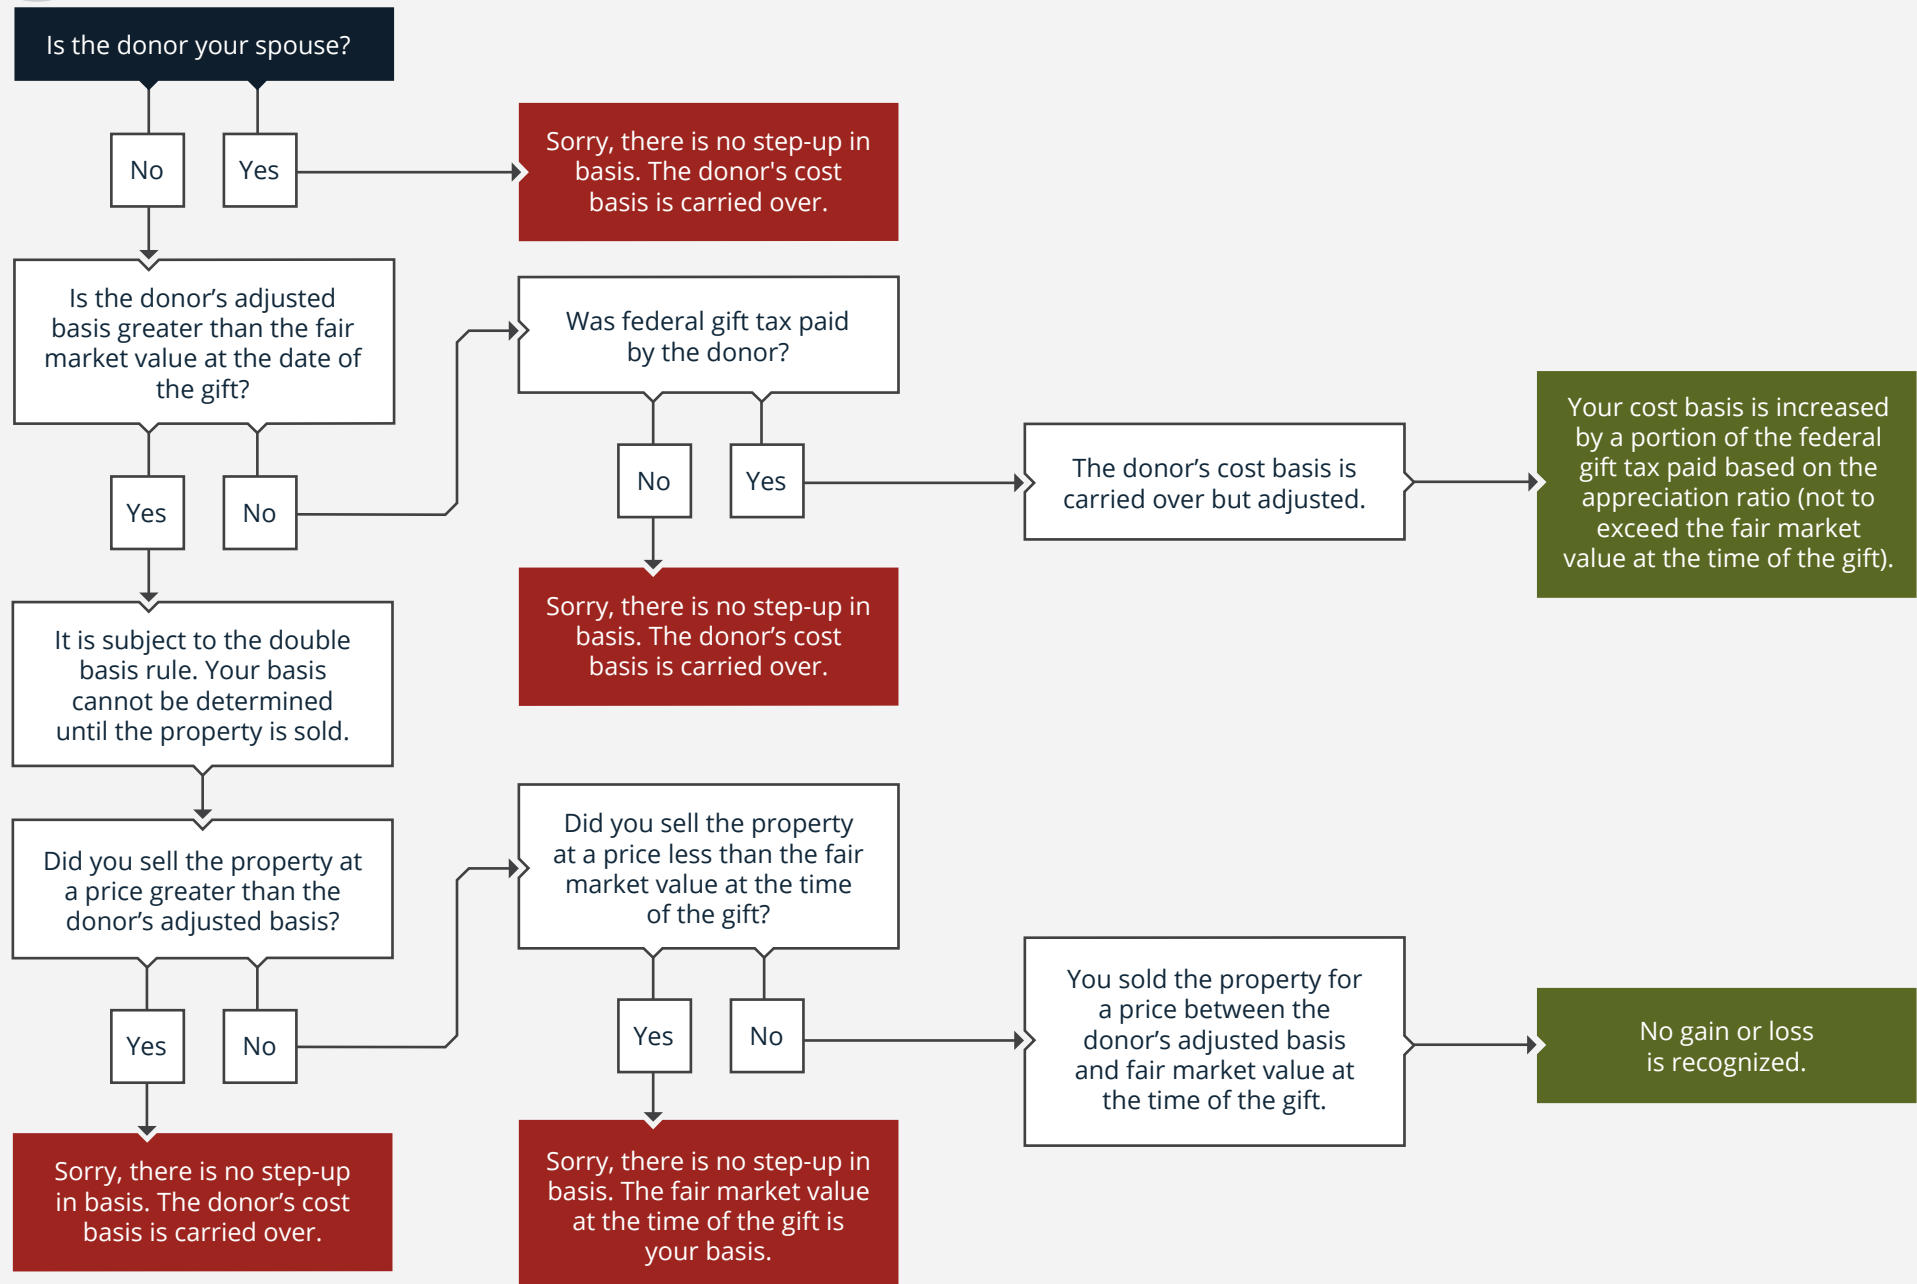 Is the donor your spouse?
No
Yes
Sorry, there is no step-up in
basis. The donor's cost
basis is carried over.
Is the donor’s adjusted
basis greater than the fair
market value at the date of
the gift?
Yes
No
Was federal gift tax paid
by the donor?
No
Yes
The donor’s cost basis is
carried over but adjusted.
Your cost basis is increased
by a portion of the federal
gift tax paid based on the
appreciation ratio (not to
exceed the fair market
value at the time of the gift).
Sorry, there is no step-up in
basis. The donor’s cost
basis is carried over.
It is subject to the double
basis rule. Your basis
cannot be determined
until the property is sold.
Did you sell the property at
a price greater than the
donor’s adjusted basis?
Yes
No
Did you sell the property
at a price less than the fair
market value at the time
of the gift?
Yes
No
You sold the property for
a price between the
donor’s adjusted basis
and fair market value at
the time of the gift.
No gain or loss
is recognized.
Sorry, there is no step-up
in basis. The donor’s cost
basis is carried over.
Sorry, there is no step-up in
basis. The fair market value
at the time of the gift is
your basis.